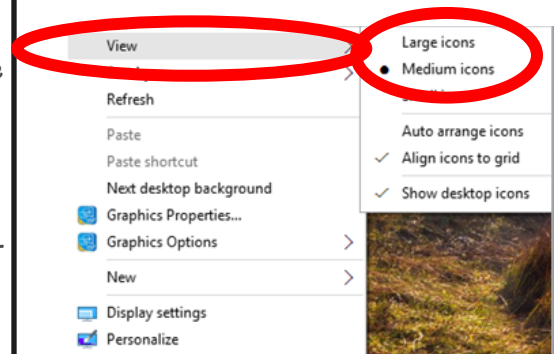 View
Refresh
Paste
Paste shortcut
Next desktop background
Graphics Properties...
Graphics Options
New
Display settings
Personalize
Large icons
Medium icons
Auto arrange icons
Align icons to grid
Show desktop icons